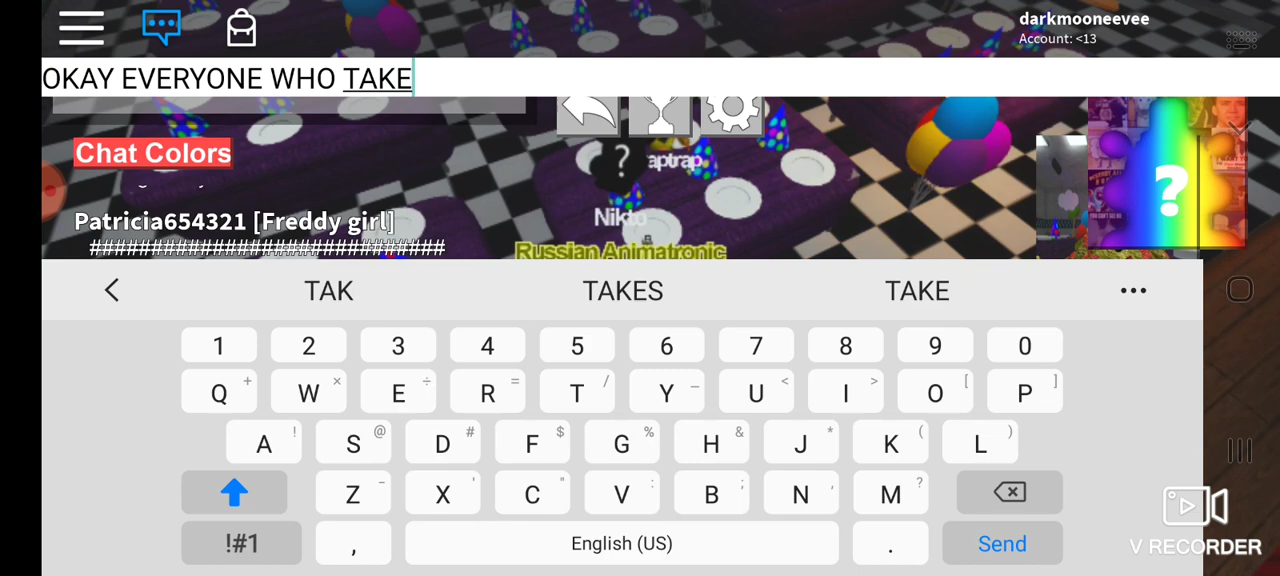 darkmooneevee
Account: <13
OKAY EVERYONE WHO TAKE
Chat Colors
?
aptrap
?
Patricia654321 [Freddy girl]
############################
Nikto
Russian Animatronic
TAK TAKES TAKE
1 2 3 4 5 6 7 8 9 0
Q + W × E ÷ R = T / Y _ U < I > O [ P ]
A ! S @ D # F $ G % H & J * K ( L )
Z - X ' C " V : B ; N , M ?
!#1 , English (US) . Send
V RECORDER